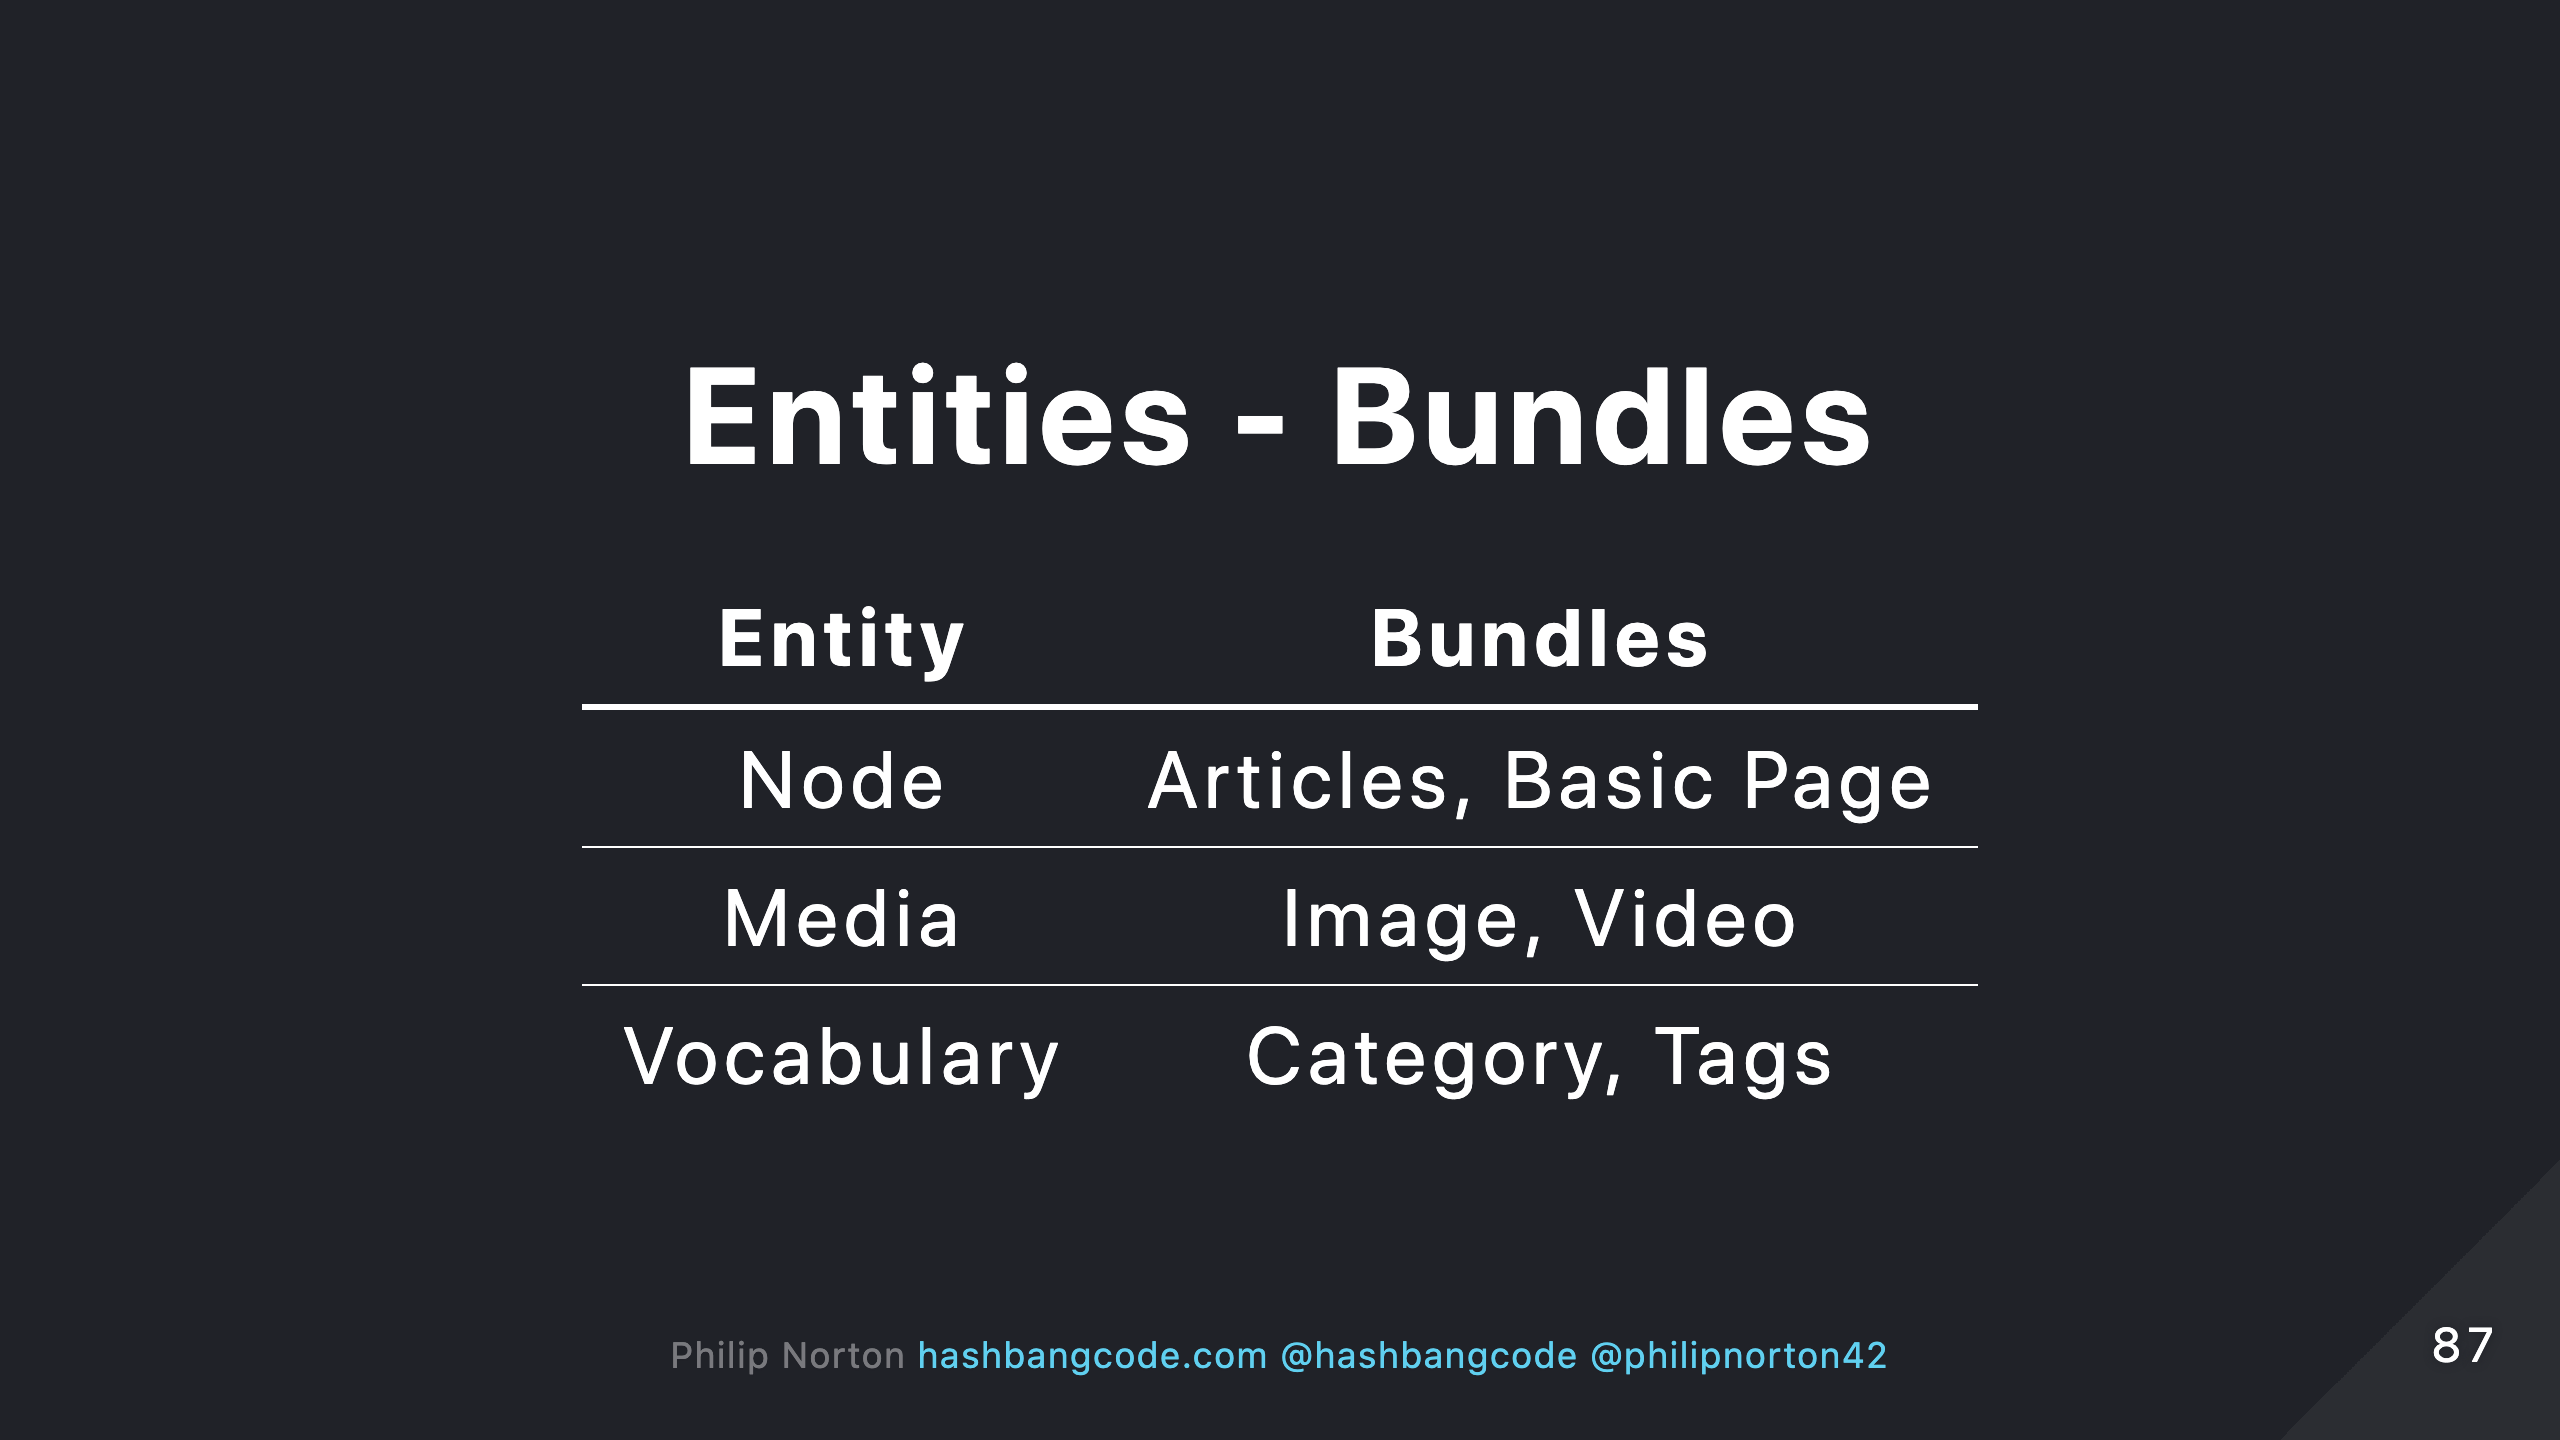 Entities - Bundles
Entity Bundles
Node Articles, Basic Page
Media Image, Video
Vocabulary Category, Tags
Philip Norton hashbangcode.com @hashbangcode @philipnorton42
87